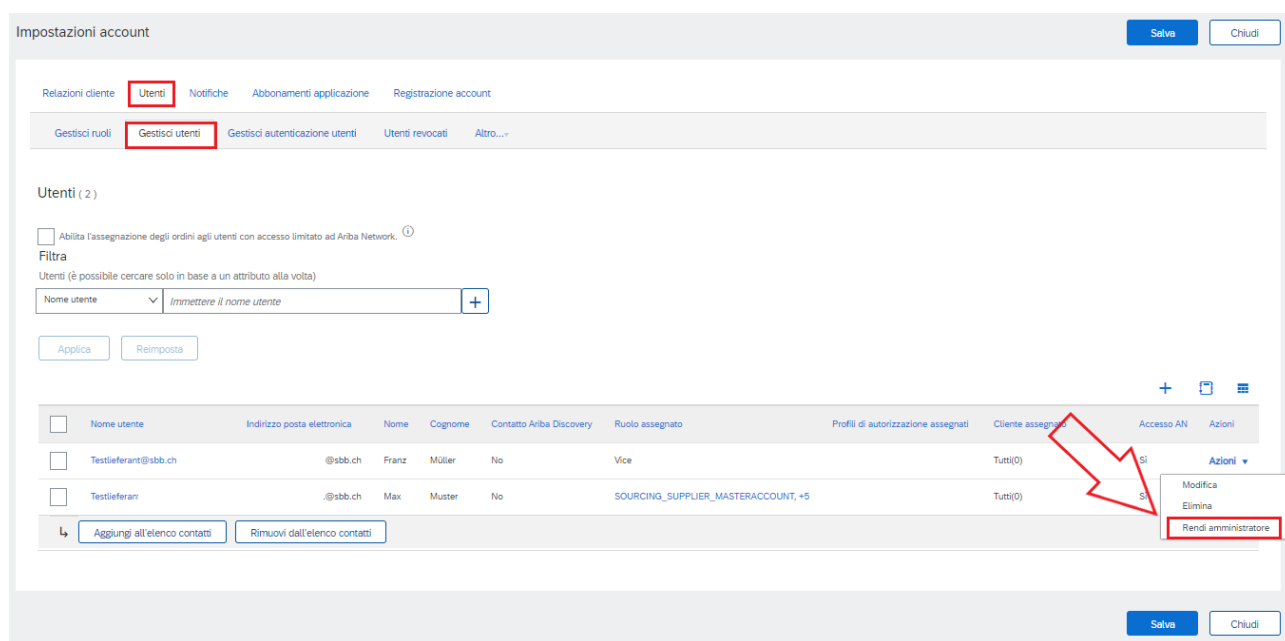 Impostazioni account Salva Chiudi
Relazioni cliente Utenti Notifiche Abbonamenti applicazione Registrazione account
Gestisci ruoli Gestisci utenti Gestisci autenticazione utenti Utenti revocati Altro...
Utenti ( 2 )
Abilita l'assegnazione degli ordini agli utenti con accesso limitato ad Ariba Network.
Filtra
Utenti (è possibile cercare solo in base a un attributo alla volta)
Nome utente Immettere il nome utente +
Applica Reimposta
+
Nome utente Indirizzo posta elettronica Nome Cognome Contatto Ariba Discovery Ruolo assegnato Profili di autorizzazione assegnati Cliente assegnato Accesso AN Azioni
Testlieferant@sbb.ch @sbb.ch Franz Müller No Vice Tutti(0) Sì Azioni
Modifica
Testlieferant .@sbb.ch Max Muster No SOURCING_SUPPLIER_MASTERACCOUNT, +5 Tutti(0)
Elimina
Rendi amministratore
Aggiungi all'elenco contatti Rimuovi dall'elenco contatti
Salva Chiudi